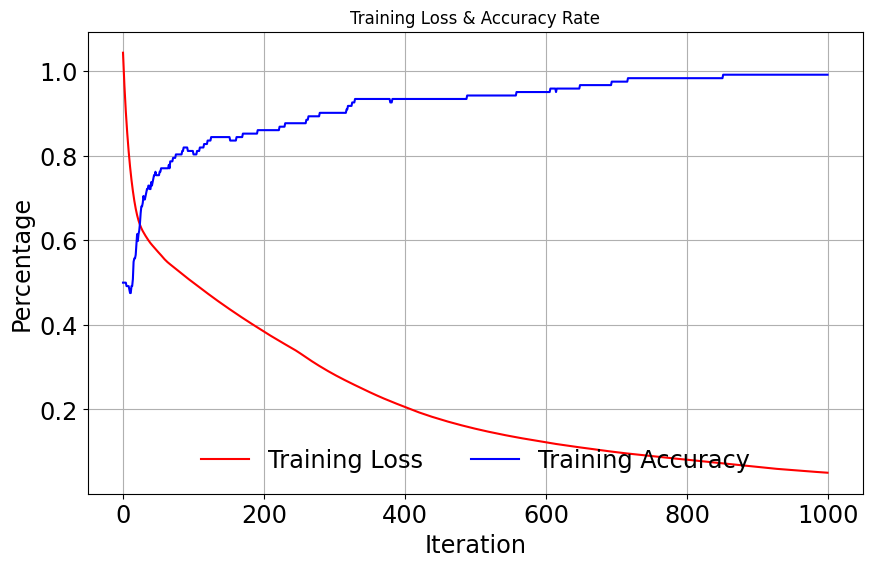 Training Loss & Accuracy Rate
Percentage
1.0
0.8
0.6
0.4
0.2
Training Loss
Training Accuracy
0
200
400
600
800
1000
Iteration